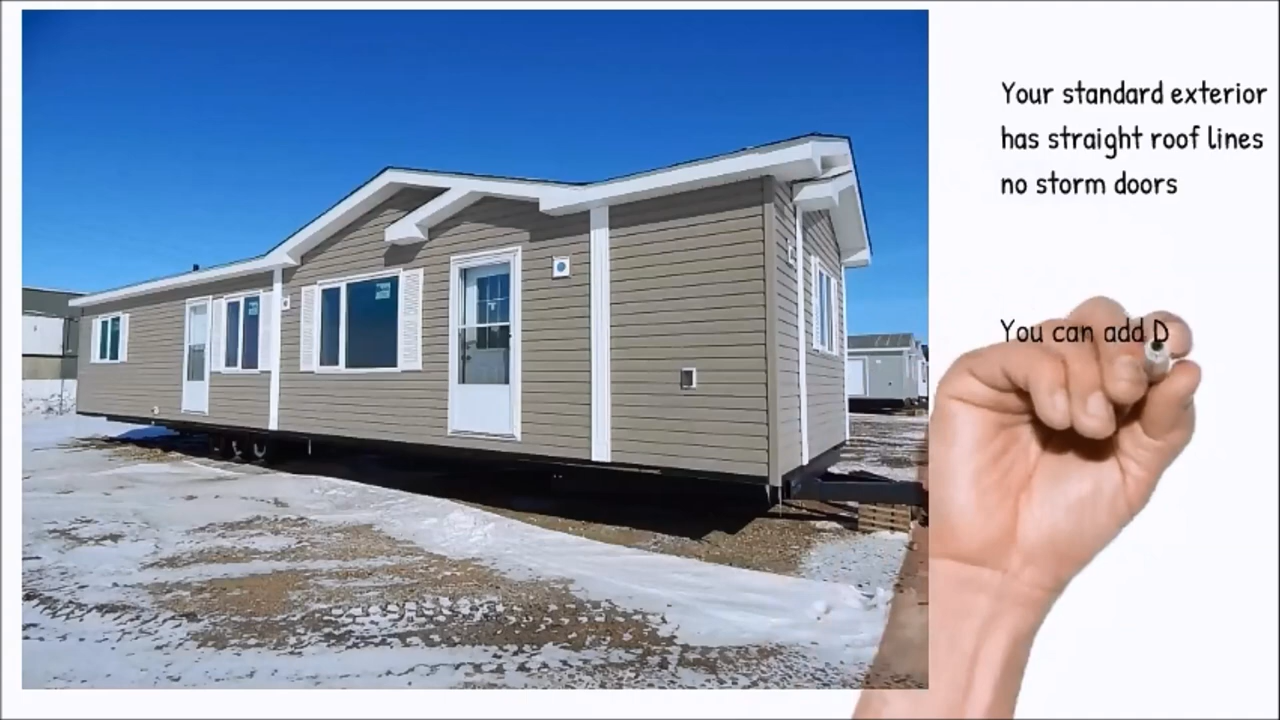 Your standard exterior
has straight roof lines
no storm doors
You can add D